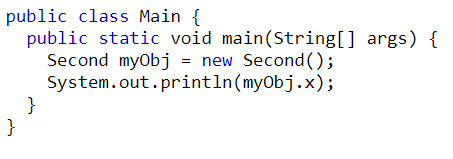 public class Main {
  public static void main(String[] args) {
    Second myObj = new Second();
    System.out.println(myObj.x);
  }
}